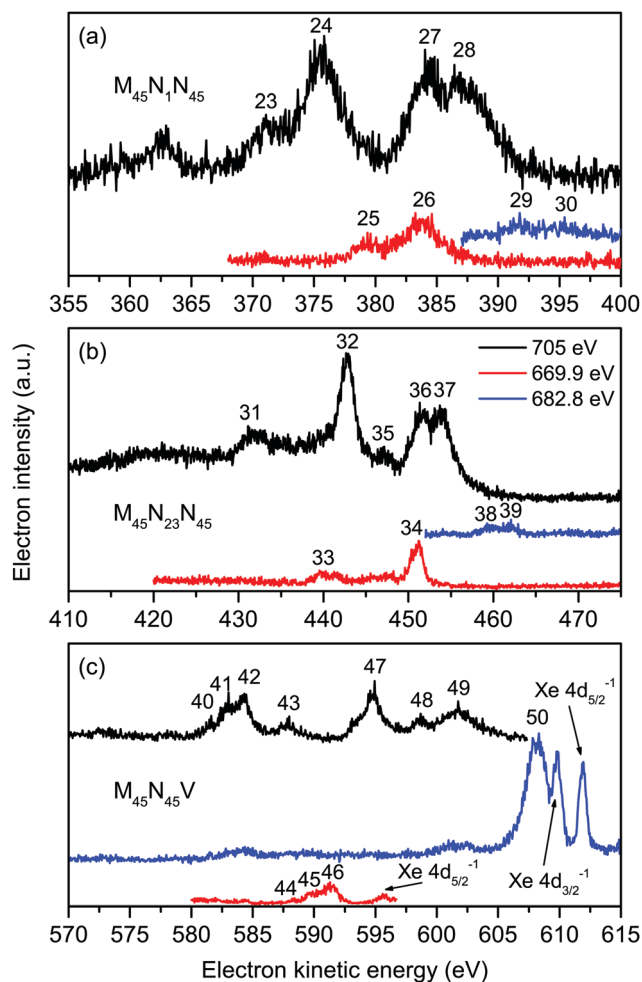 (a)
24
27
28
M₄₅N₁N₄₅
23
25
26
29
30
355 360 365 370 375 380 385 390 395 400
(b)
32
705 eV
669.9 eV
682.8 eV
31
35
36
37
M₄₅N₂₃N₄₅
33
34
38
39
410 420 430 440 450 460 470
Electron intensity (a.u.)
(c)
40
41
42
43
47
48
49
50
Xe 4d₅/₂⁻¹
M₄₅N₄₅V
44
45
46
Xe 4d₅/₂⁻¹
Xe 4d₃/₂⁻¹
570 575 580 585 590 595 600 605 610 615
Electron kinetic energy (eV)